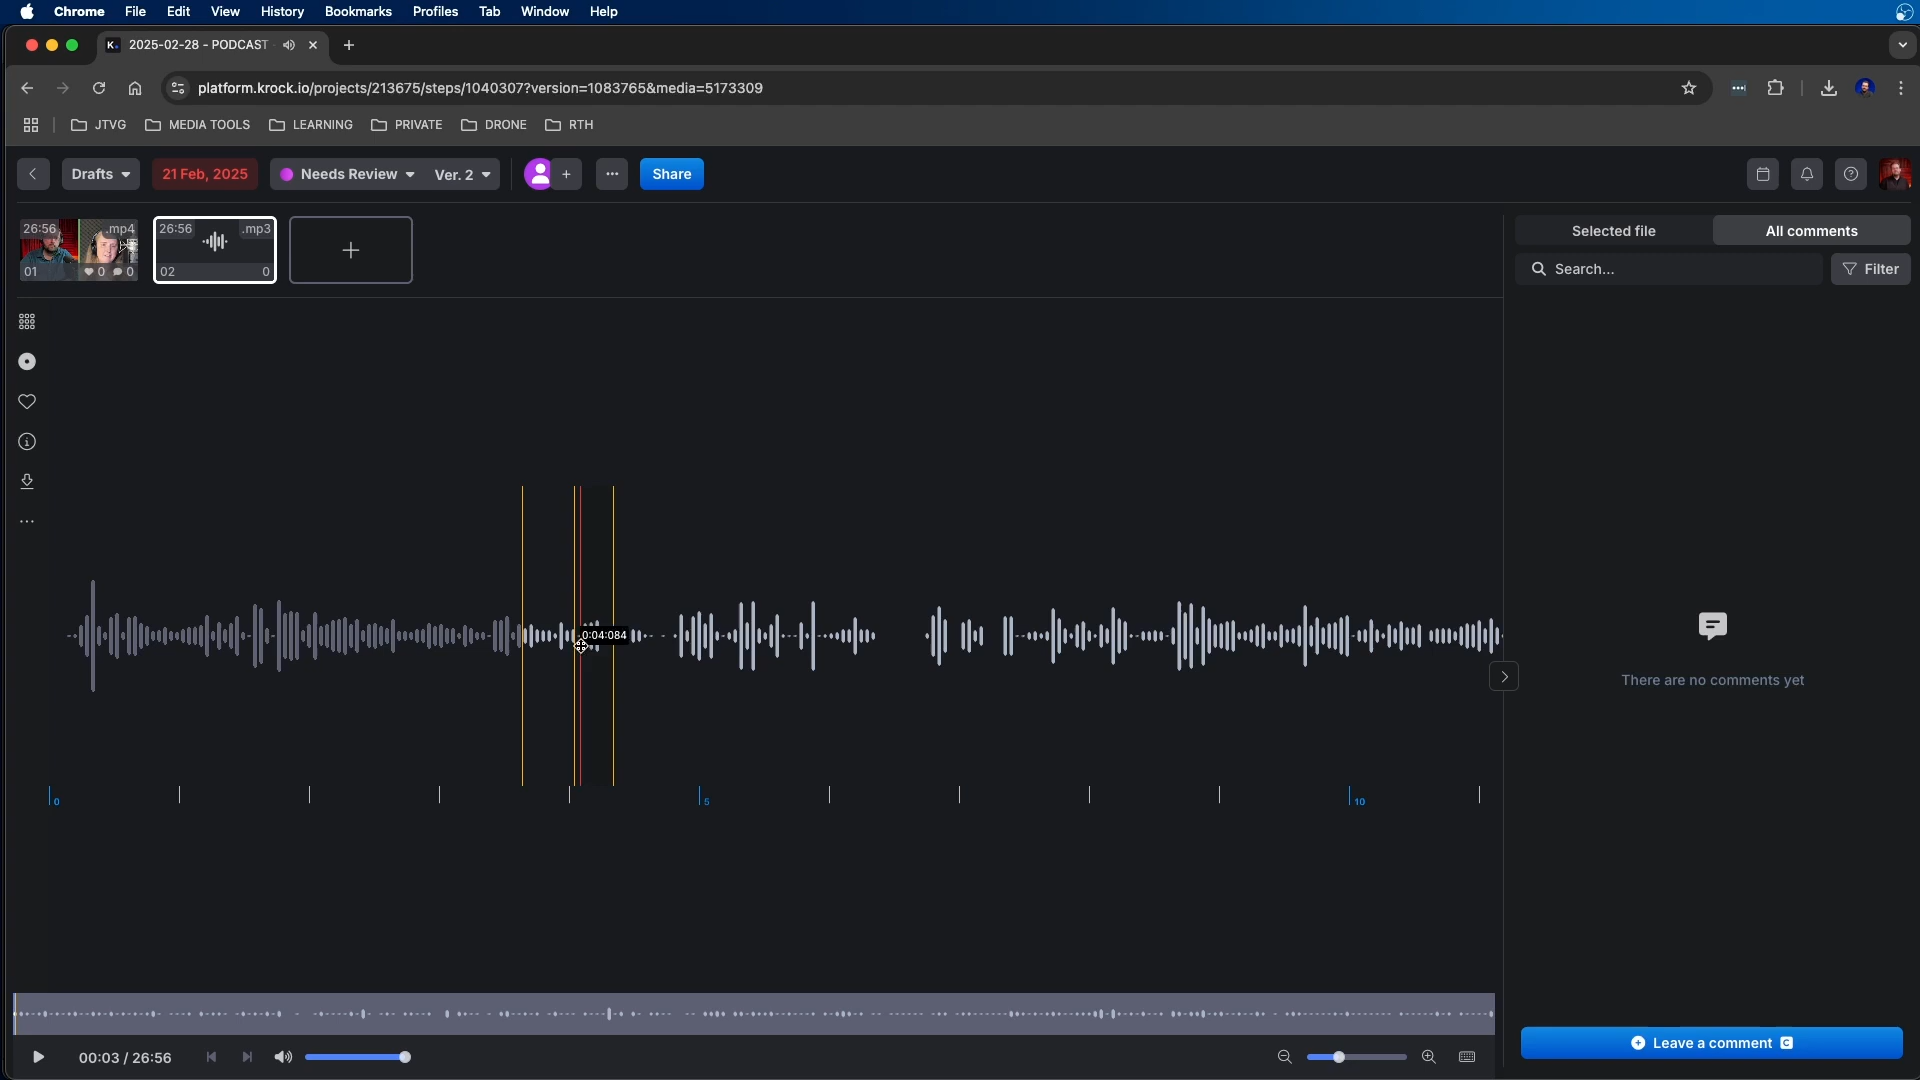 Chrome File Edit View History Bookmarks Profiles Tab Window Help
K. 2025-02-28 - PODCAST
platform.krock.io/projects/213675/steps/1040307?version=1083765&media=5173309
JTVG MEDIA TOOLS LEARNING PRIVATE DRONE RTH
Drafts 21 Feb, 2025 Needs Review Ver. 2 + ... Share
26:56 .mp4
01 0 0
26:56 .mp3
02 0
+
Selected file All comments
Search... Filter
0:04:084
There are no comments yet
0 5 10
00:03 / 26:56
Leave a comment C